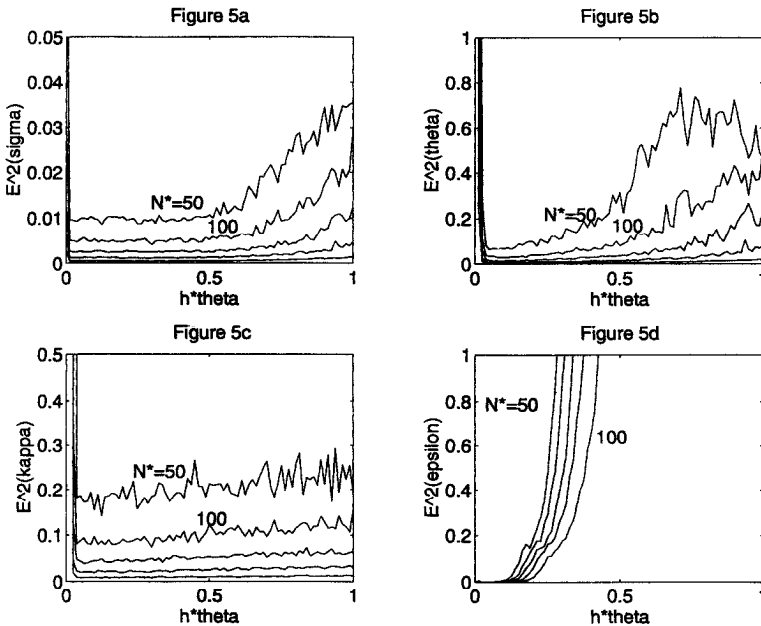 Figure 5a
0.05
0.04
0.03
0.02
0.01
0
E^2(sigma)
N*=50
100
0
0.5
1
h*theta
Figure 5b
1
0.8
0.6
0.4
0.2
0
E^2(theta)
N*=50
100
0
0.5
1
h*theta
Figure 5c
0.5
0.4
0.3
0.2
0.1
0
E^2(kappa)
N*=50
100
0
0.5
1
h*theta
Figure 5d
1
0.8
0.6
0.4
0.2
0
E^2(epsilon)
N*=50
100
0
0.5
1
h*theta